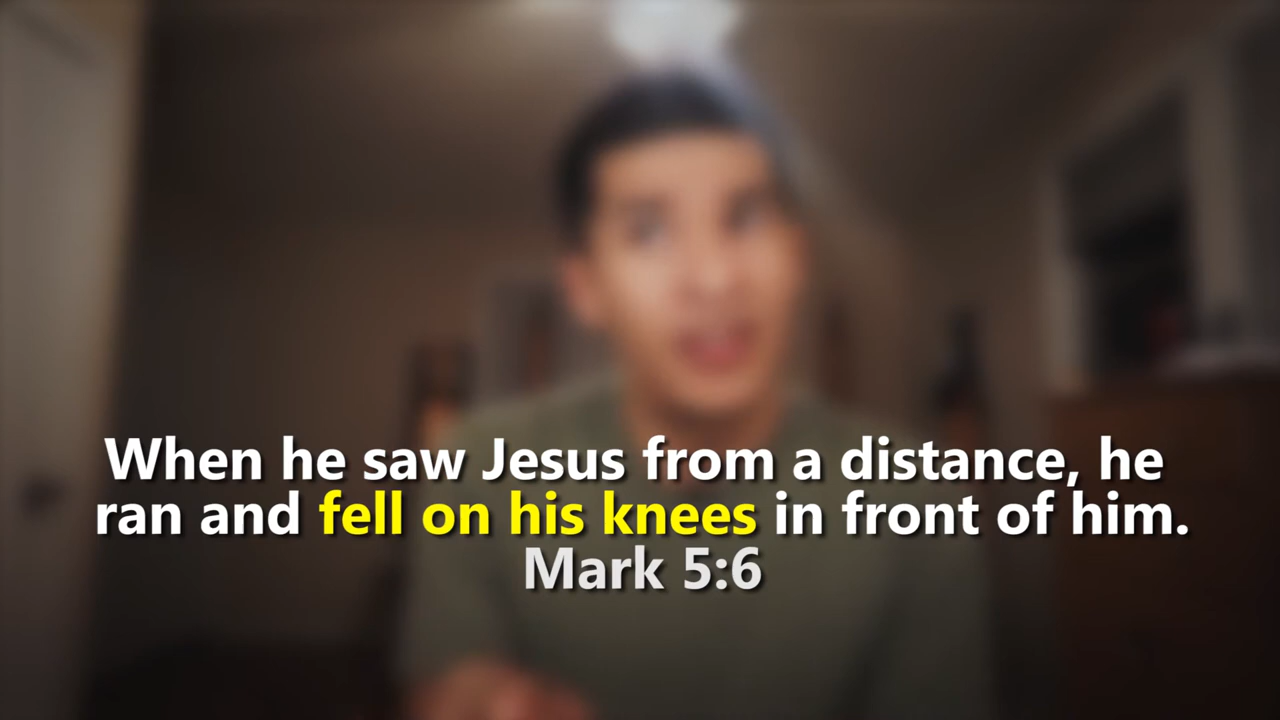 When he saw Jesus from a distance, he
ran and fell on his knees in front of him.
Mark 5:6